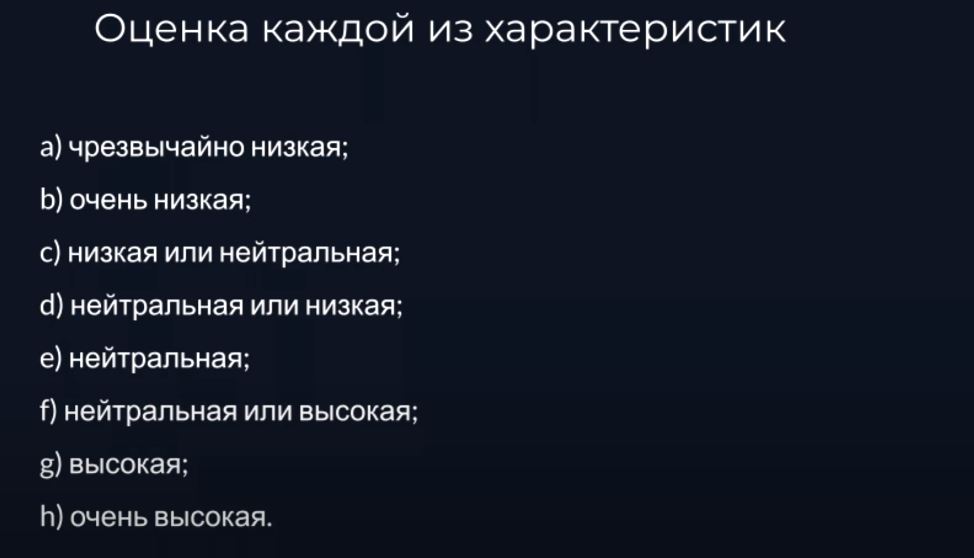 Оценка каждой из характеристик
a) чрезвычайно низкая;
b) очень низкая;
c) низкая или нейтральная;
d) нейтральная или низкая;
e) нейтральная;
f) нейтральная или высокая;
g) высокая;
h) очень высокая.